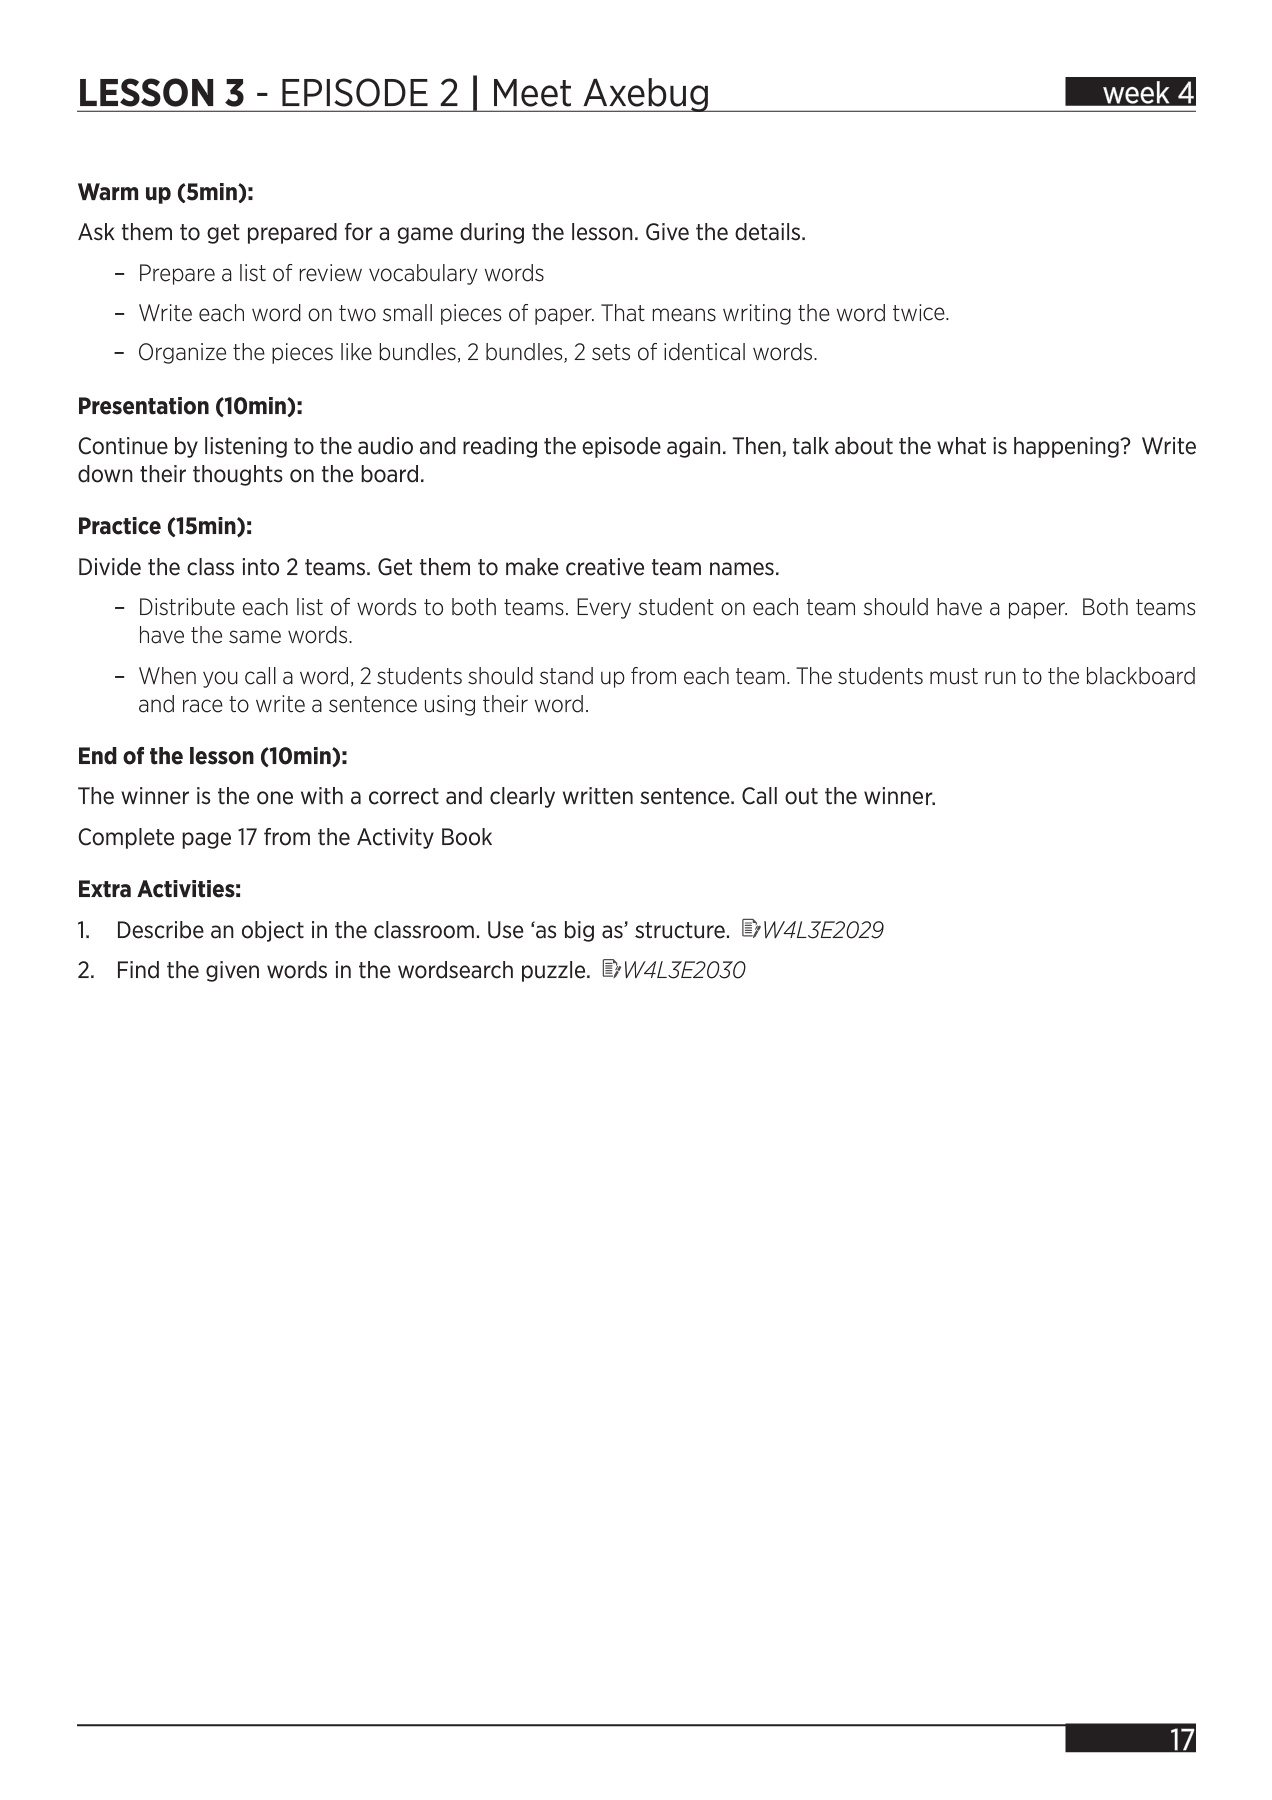 LESSON 3 - EPISODE 2 | Meet Axebug
week 4
Warm up (5min):
Ask them to get prepared for a game during the lesson. Give the details.
– Prepare a list of review vocabulary words
– Write each word on two small pieces of paper. That means writing the word twice.
– Organize the pieces like bundles, 2 bundles, 2 sets of identical words.
Presentation (10min):
Continue by listening to the audio and reading the episode again. Then, talk about the what is happening?  Write
down their thoughts on the board.
Practice (15min):
Divide the class into 2 teams. Get them to make creative team names.
– Distribute each list of words to both teams. Every student on each team should have a paper.  Both teams
have the same words.
– When you call a word, 2 students should stand up from each team. The students must run to the blackboard
and race to write a sentence using their word.
End of the lesson (10min):
The winner is the one with a correct and clearly written sentence. Call out the winner.
Complete page 17 from the Activity Book
Extra Activities:
1. Describe an object in the classroom. Use ‘as big as’ structure. W4L3E2029
2. Find the given words in the wordsearch puzzle. W4L3E2030
17